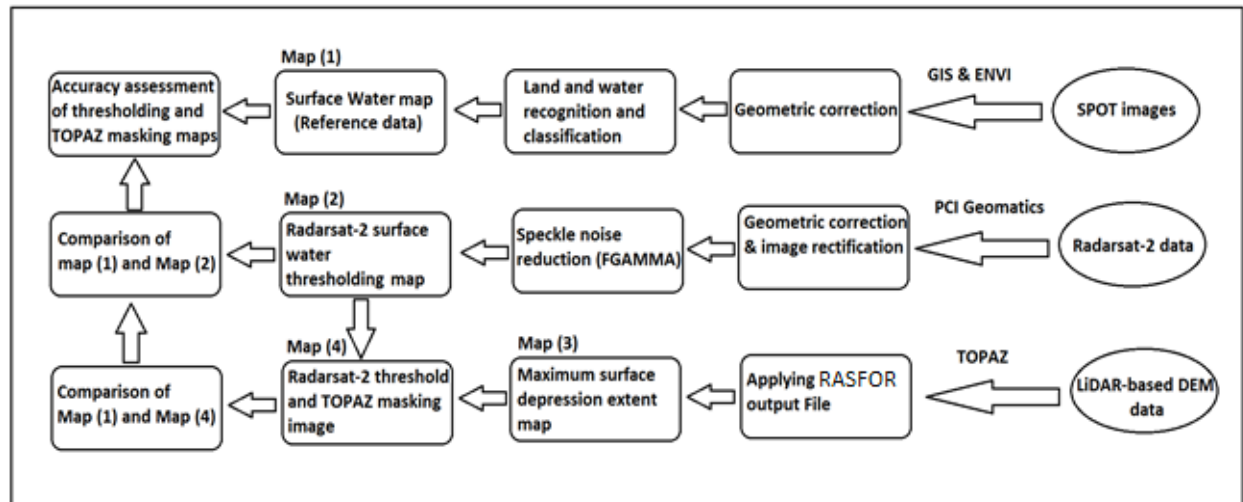 Map (1)
Accuracy assessment
of thresholding and
TOPAZ masking maps
Surface Water map
(Reference data)
Land and water
recognition and
classification
Geometric correction
GIS & ENVI
SPOT images
Map (2)
Comparison of
map (1) and Map (2)
Radarsat-2 surface
water
thresholding map
Speckle noise
reduction (FGAMMA)
Geometric correction
& image rectification
PCI Geomatics
Radarsat-2 data
Map (4)
Map (3)
Comparison of
Map (1) and Map (4)
Radarsat-2 threshold
and TOPAZ masking
image
Maximum surface
depression extent
map
Applying RASFOR
output File
TOPAZ
LiDAR-based DEM
data